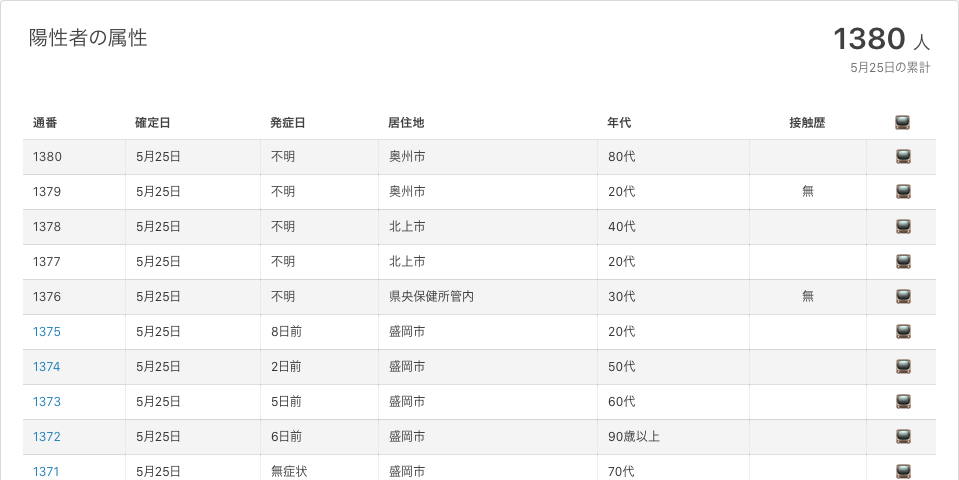 陽性者の属性
1380 人
5月25日の累計
通番 確定日 発症日 居住地 年代 接触歴
1380 5月25日 不明 奥州市 80代
1379 5月25日 不明 奥州市 20代 無
1378 5月25日 不明 北上市 40代
1377 5月25日 不明 北上市 20代
1376 5月25日 不明 県央保健所管内 30代 無
1375 5月25日 8日前 盛岡市 20代
1374 5月25日 2日前 盛岡市 50代
1373 5月25日 5日前 盛岡市 60代
1372 5月25日 6日前 盛岡市 90歳以上
1371 5月25日 無症状 盛岡市 70代